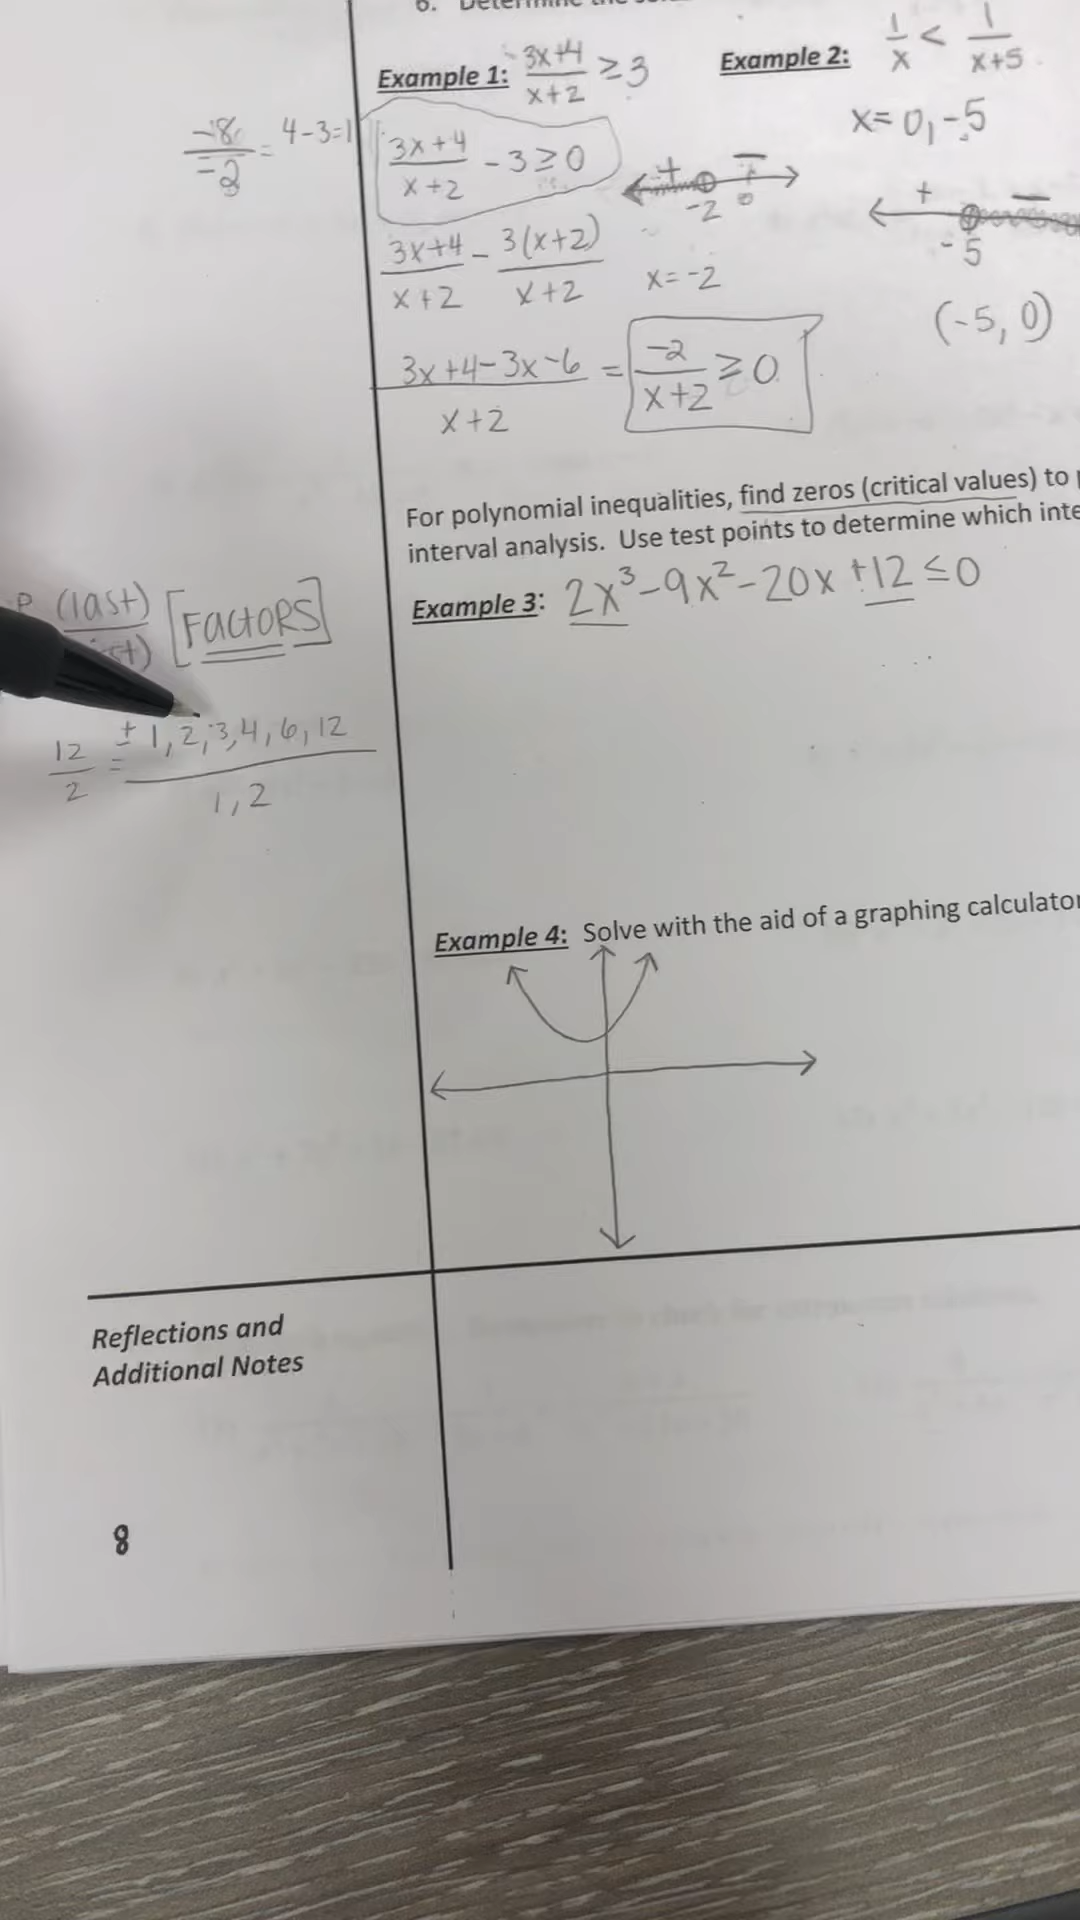 6. Determine the
Example 1: 3x+4/x+2 ≥ 3
Example 2: 1/x < 1/x+5
-8/-2 = 4-3=1
3x+4/x+2 - 3 ≥ 0
x= 0, -5
+ −
-2 0
+ −
-5
3x+4/x+2 - 3(x+2)/x+2
x=-2
(-5, 0)
3x+4-3x-6/x+2 = -2/x+2 ≥ 0
For polynomial inequalities, find zeros (critical values) to
interval analysis. Use test points to determine which
Example 3: 2x³-9x²-20x+12 ≤0
P (last) [FACTORS]
12/2 = ± 1, 2, 3, 4, 6, 12/1, 2
Example 4: Solve with the aid of a graphing calculator
Reflections and
Additional Notes
8